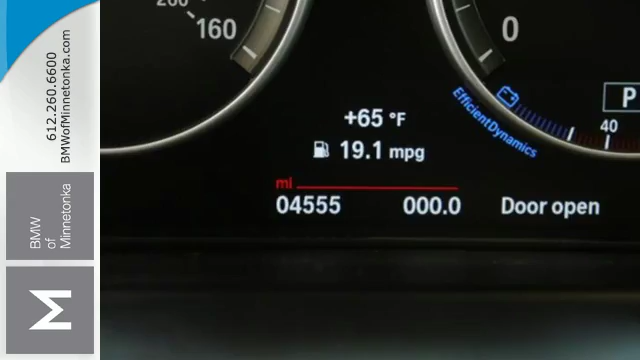 612.260.6600
BMWofMinnetonka.com
BMW
of
Minnetonka
M
200
160
0
P
40
EfficientDynamics
+65 °F
19.1 mpg
mi
04555 000.0 Door open